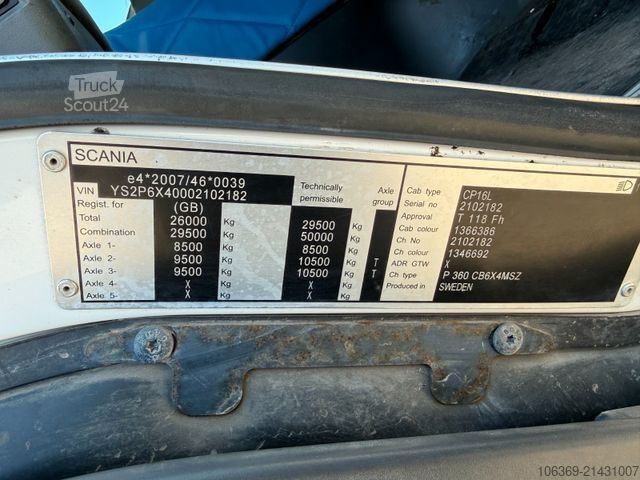 Truck
Scout24
SCANIA
e4*2007/46*0039
VIN YS2P6X40002102182
Regist. for (GB) Technically permissible Axle group
Total 26000 Kg 29500 Kg
Combination 29500 Kg 50000 Kg
Axle 1- 8500 Kg 8500 Kg
Axle 2- 9500 Kg 10500 Kg T
Axle 3- 9500 Kg 10500 Kg T
Axle 4- X Kg X Kg
Axle 5- X Kg X Kg
Cab type CP16L
Serial no 2102182
Approval T 118 Fh
Cab colour 1366386
Ch No 2102182
Ch colour 1346692
ADR GTW X
Ch type P 360 CB6X4MSZ
Produced in SWEDEN
106369-21431007